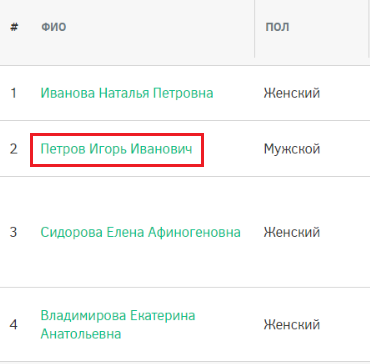 # ФИО ПОЛ
1 Иванова Наталья Петровна Женский
2 Петров Игорь Иванович Мужской
3 Сидорова Елена Афиногеновна Женский
4 Владимирова Екатерина Анатольевна Женский